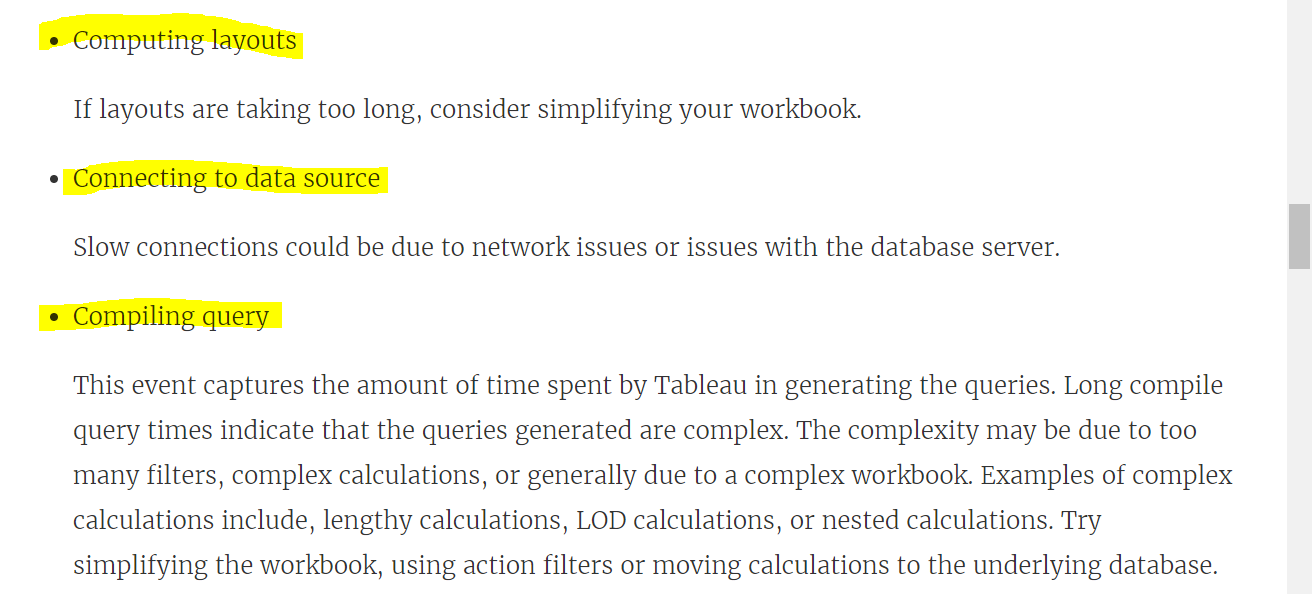 • Computing layouts
If layouts are taking too long, consider simplifying your workbook.
• Connecting to data source
Slow connections could be due to network issues or issues with the database server.
• Compiling query
This event captures the amount of time spent by Tableau in generating the queries. Long compile
query times indicate that the queries generated are complex. The complexity may be due to too
many filters, complex calculations, or generally due to a complex workbook. Examples of complex
calculations include, lengthy calculations, LOD calculations, or nested calculations. Try
simplifying the workbook, using action filters or moving calculations to the underlying database.